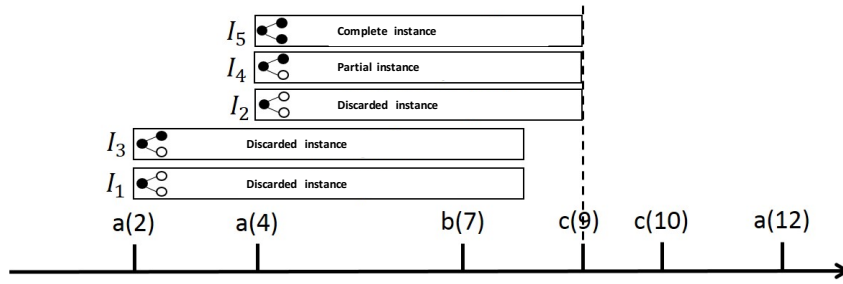 I5 Complete instance
I4 Partial instance
I2 Discarded instance
I3 Discarded instance
I1 Discarded instance
a(2) a(4) b(7) c(9) c(10) a(12)